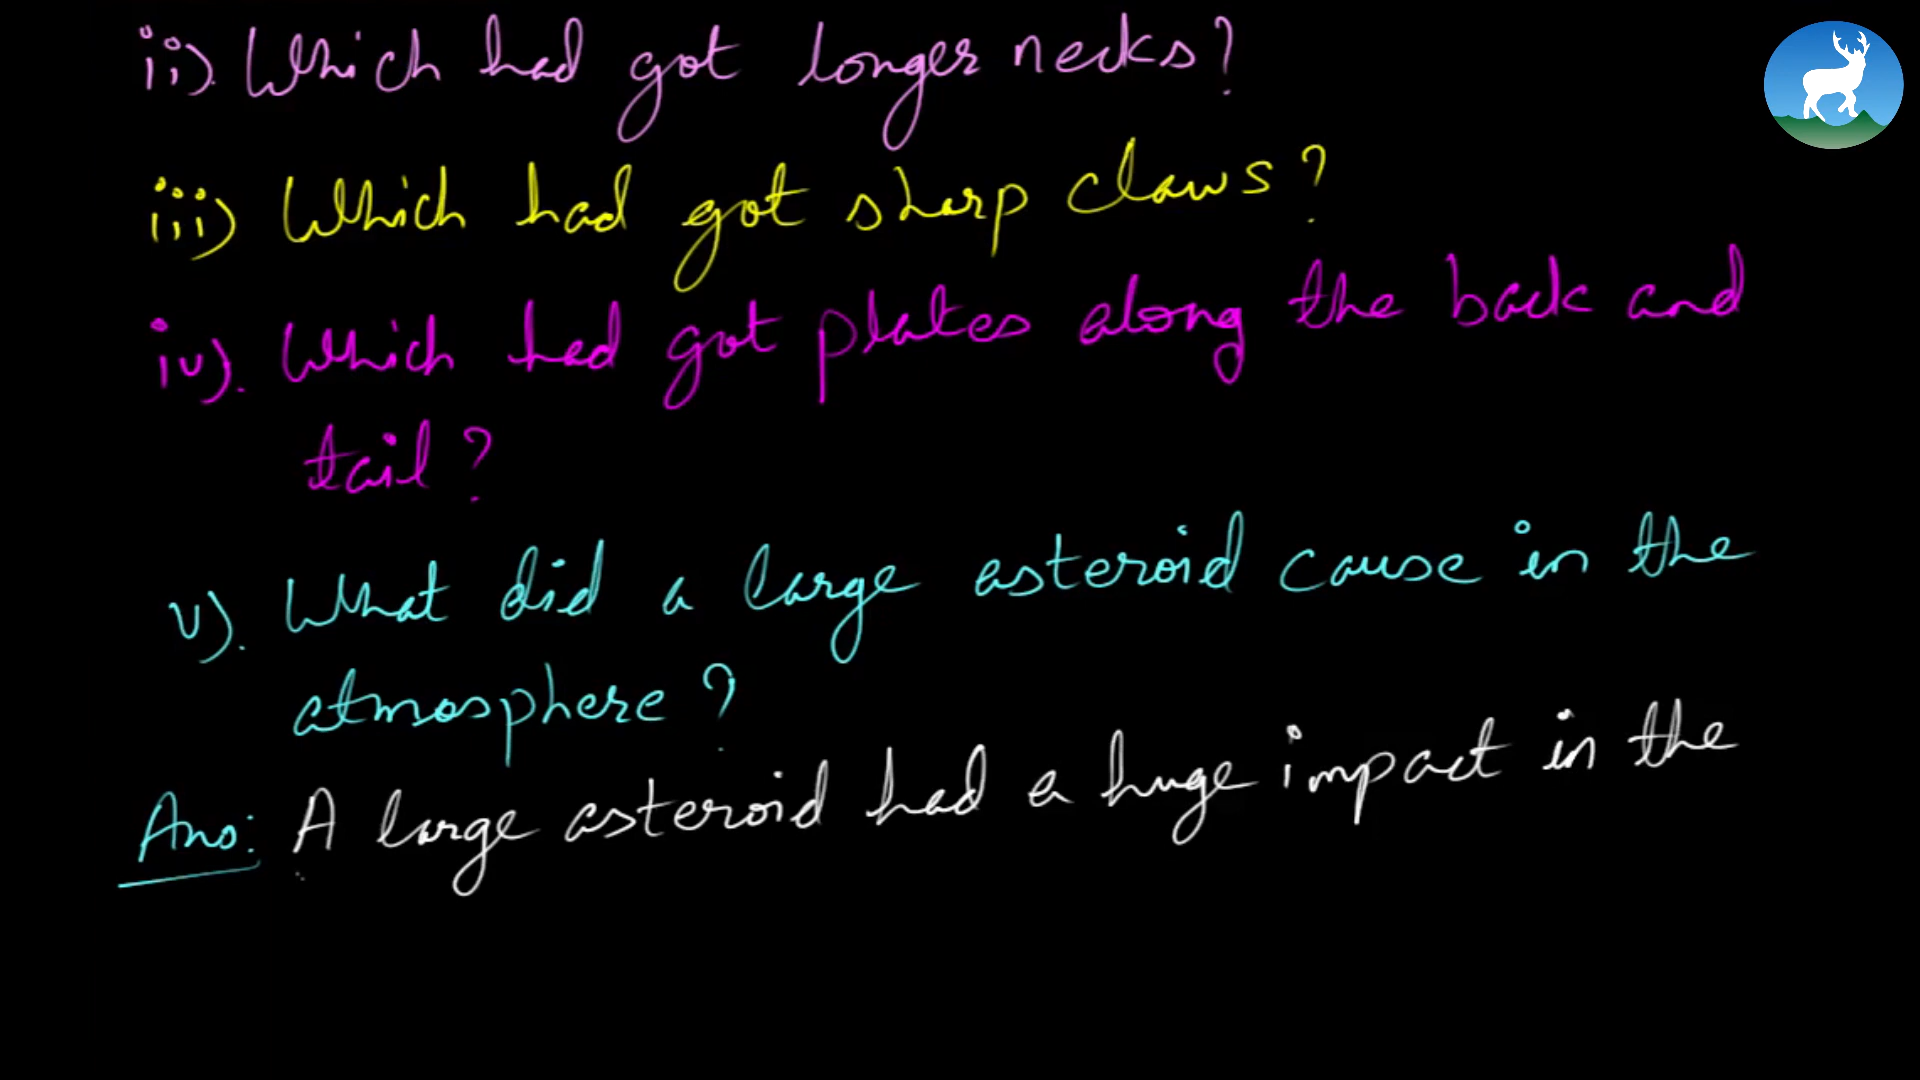 ii) Which had got longer necks?
iii) Which had got sharp claws?
iv). Which had got plates along the back and
tail?
v). What did a large asteroid cause in the
atmosphere?
Ans: A large asteroid had a huge impact in the